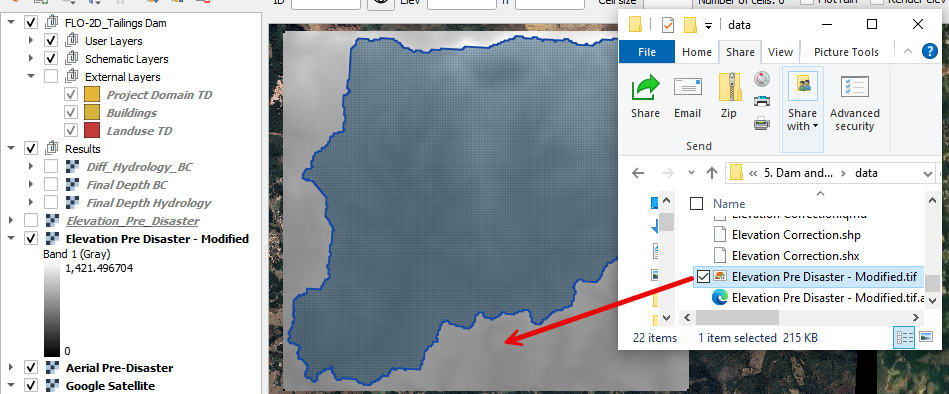 ID
Elev
n
Cell size
Number of cells: 0
Plot rain
Render Elev
FLO-2D_Tailings Dam
User Layers
Schematic Layers
External Layers
Project Domain TD
Buildings
Landuse TD
Results
Diff_Hydrology_BC
Final Depth BC
Final Depth Hydrology
Elevation_Pre_Disaster
Elevation Pre Disaster - Modified
Band 1 (Gray)
1,421.496704
0
Aerial Pre-Disaster
Google Satellite
data
File Home Share View Picture Tools
Share
Email
Zip
Share with
Advanced security
Send
« 5. Dam and... > data
Name
Elevation Correction.qmd
Elevation Correction.shp
Elevation Correction.shx
Elevation Pre Disaster - Modified.tif
Elevation Pre Disaster - Modified.tif.a
22 items 1 item selected 215 KB